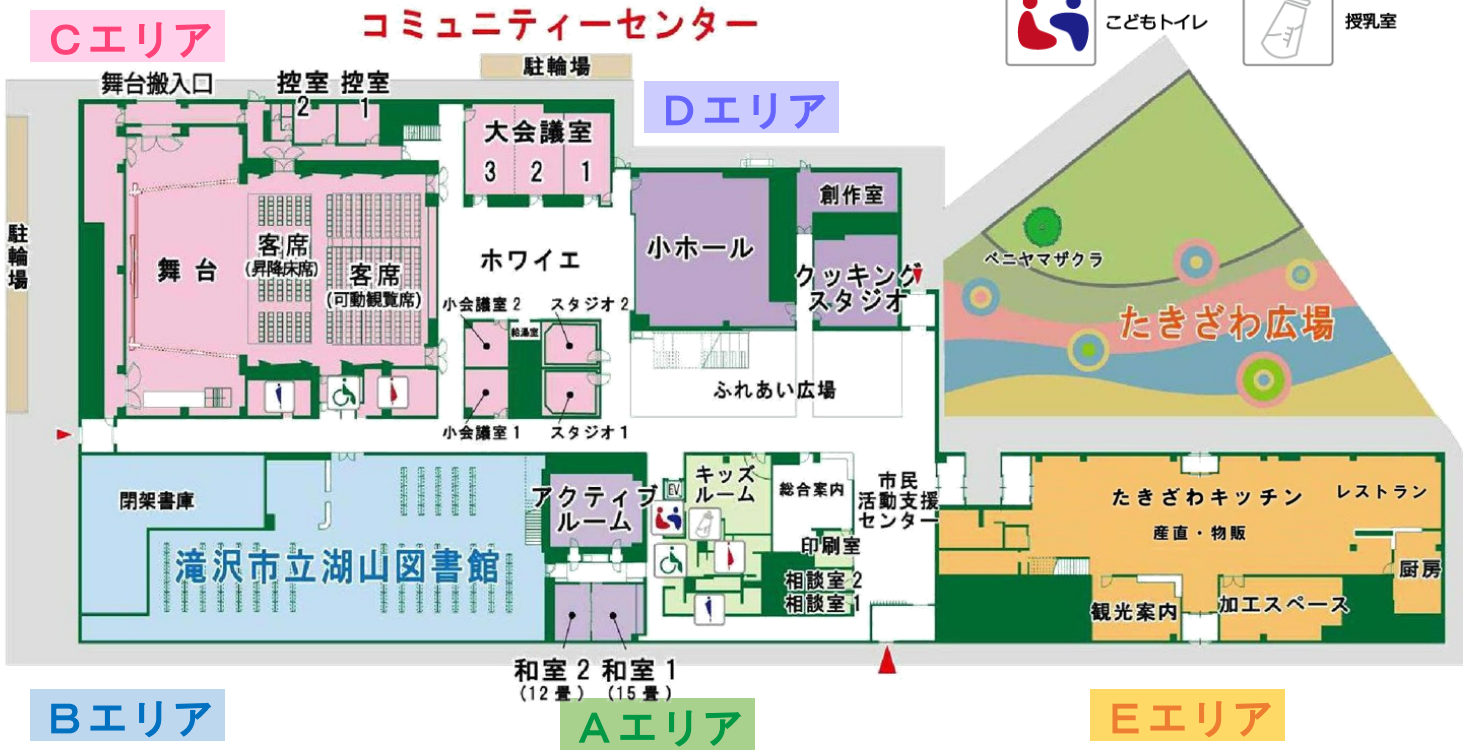 コミュニティーセンター
こどもトイレ
授乳室
Cエリア
駐輪場
舞台搬入口
控室
2
控室
1
Dエリア
大会議室
3 2 1
創作室
駐輪場
舞台
客席
(昇降床席)
客席
(可動観覧席)
ホワイエ
小ホール
クッキング
スタジオ
ベニヤマザクラ
たきざわ広場
小会議室2
スタジオ2
給湯室
ふれあい広場
小会議室1
スタジオ1
閉架書庫
滝沢市立湖山図書館
アクティブ
ルーム
EV
キッズ
ルーム
総合案内
市民
活動支援
センター
印刷室
相談室2
相談室1
たきざわキッチン
産直・物販
レストラン
厨房
観光案内
加工スペース
和室2
(12畳)
和室1
(15畳)
Bエリア
Aエリア
Eエリア